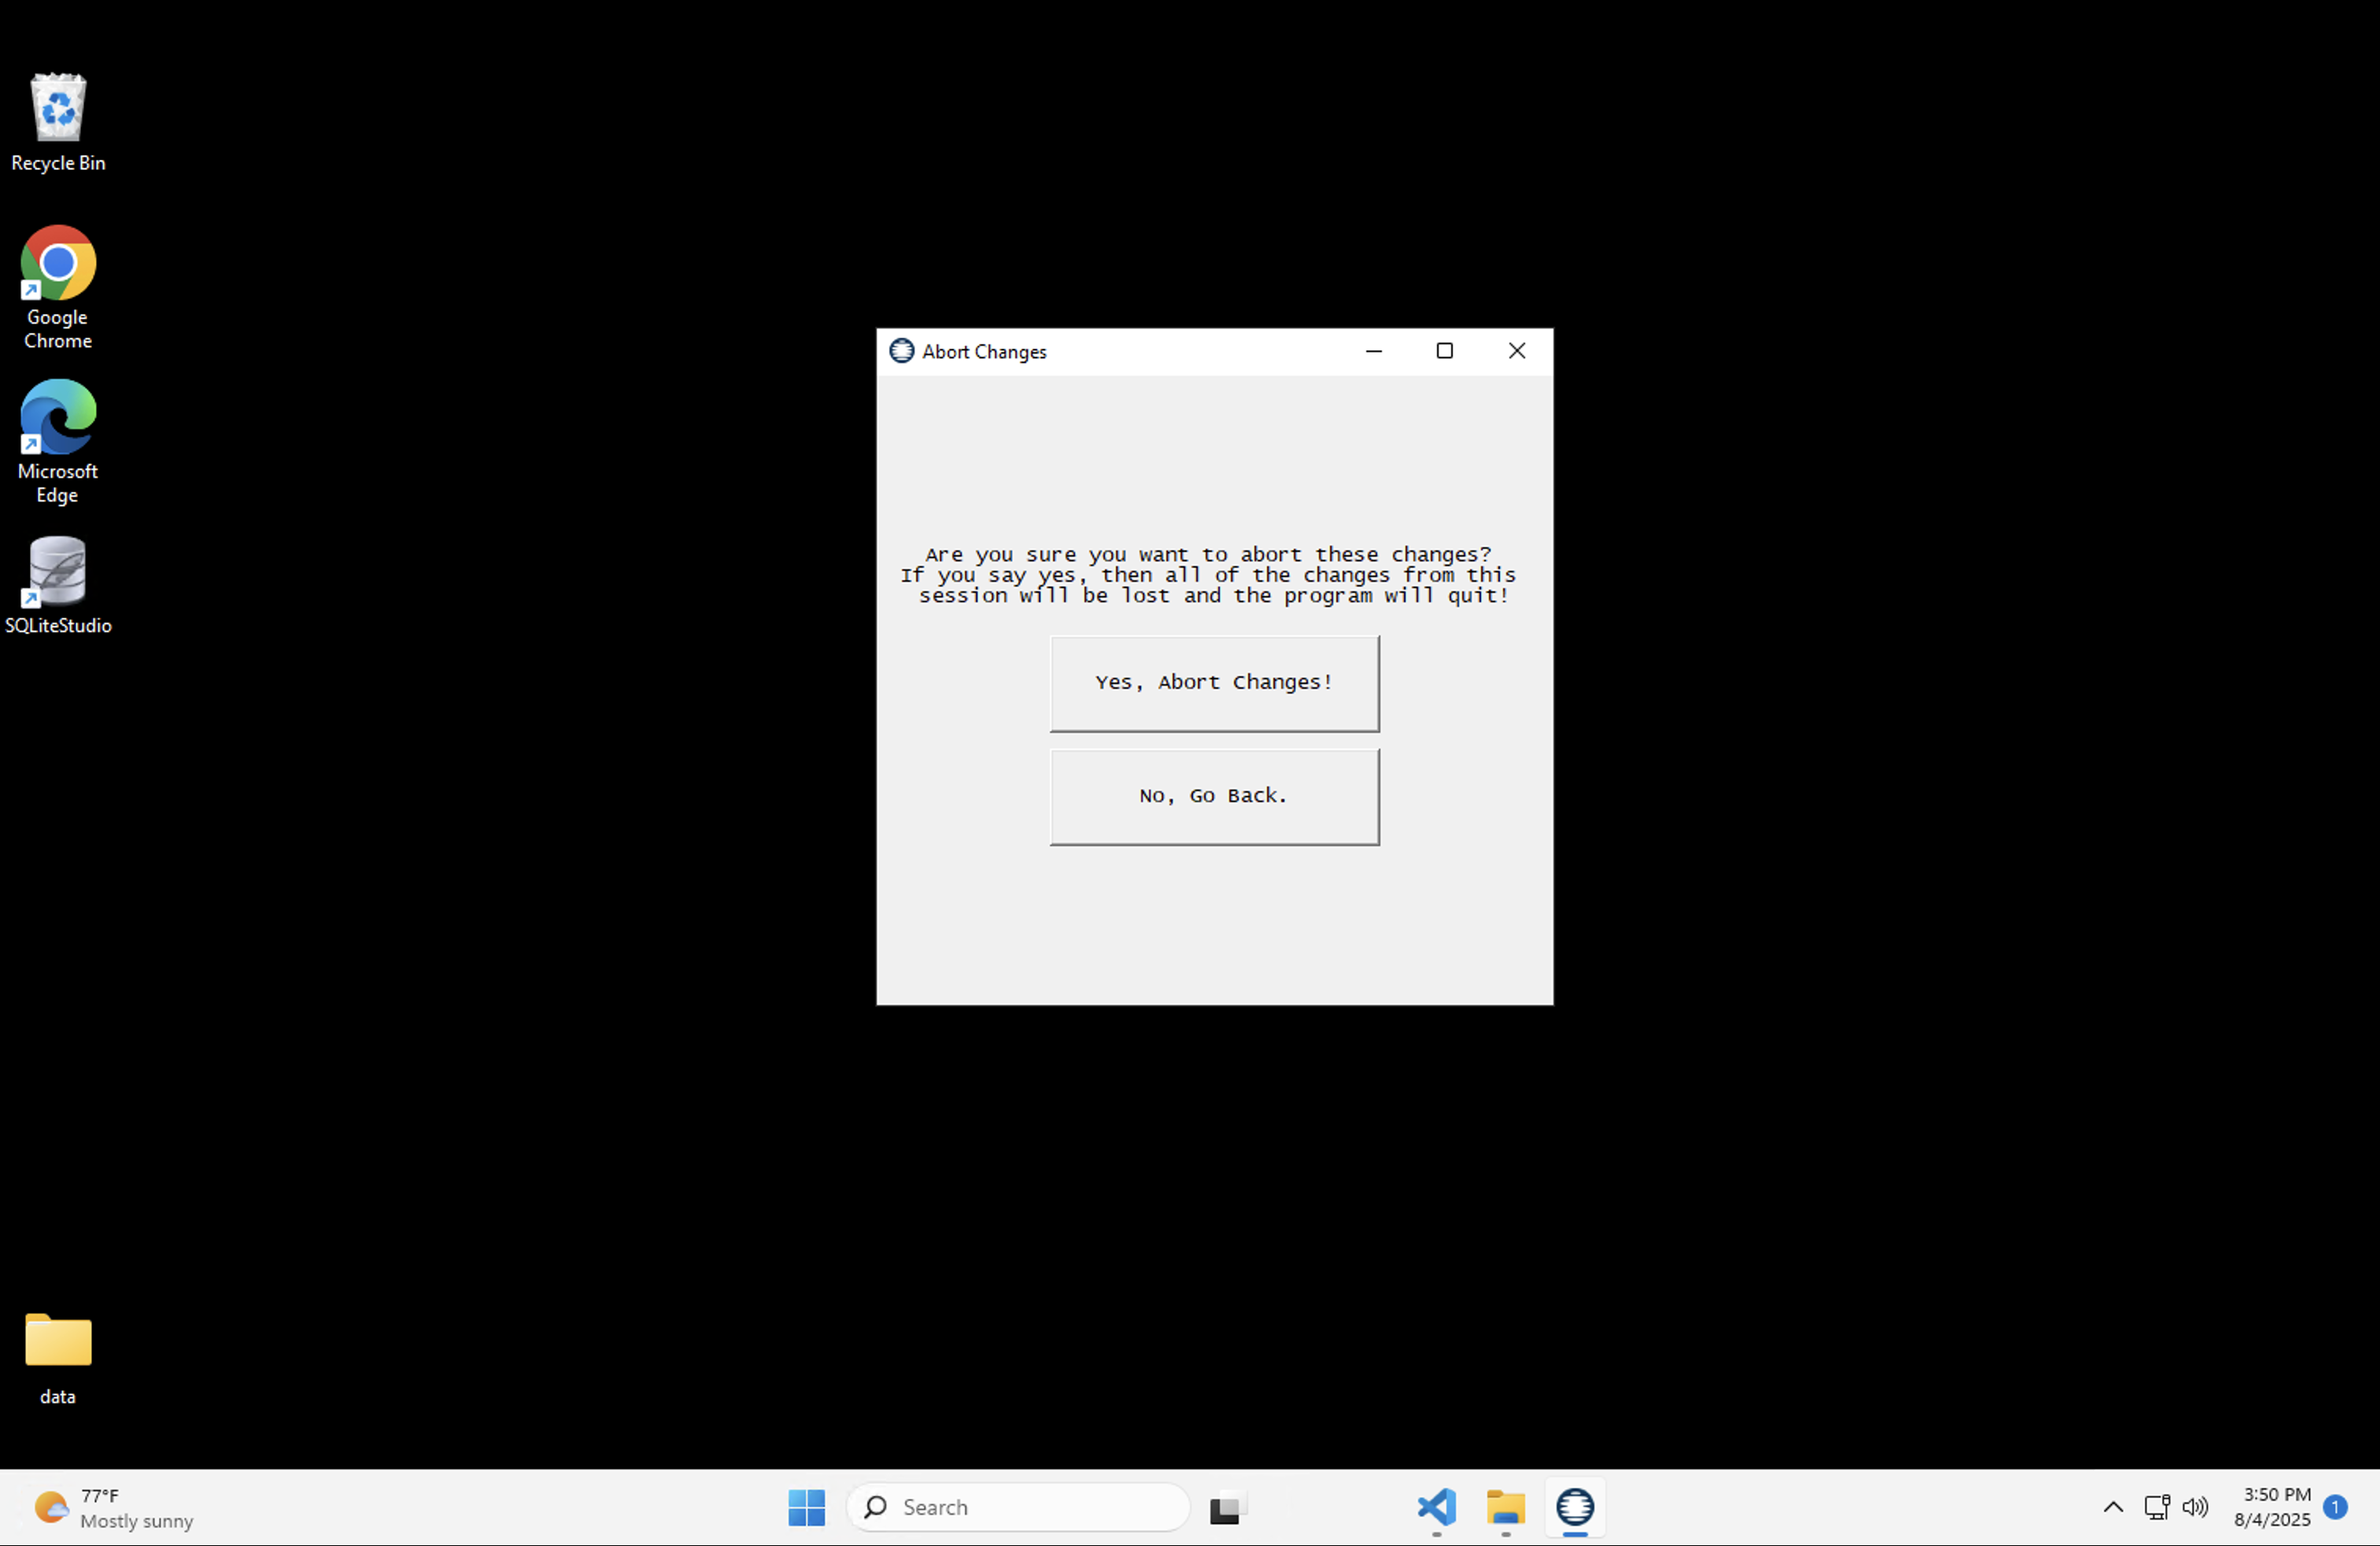 Recycle Bin
Google
Chrome
Microsoft
Edge
SQLiteStudio
data
Abort Changes
Are you sure you want to abort these changes?
If you say yes, then all of the changes from this
session will be lost and the program will quit!
Yes, Abort Changes!
No, Go Back.
77°F
Mostly sunny
Search
3:50 PM
8/4/2025
1